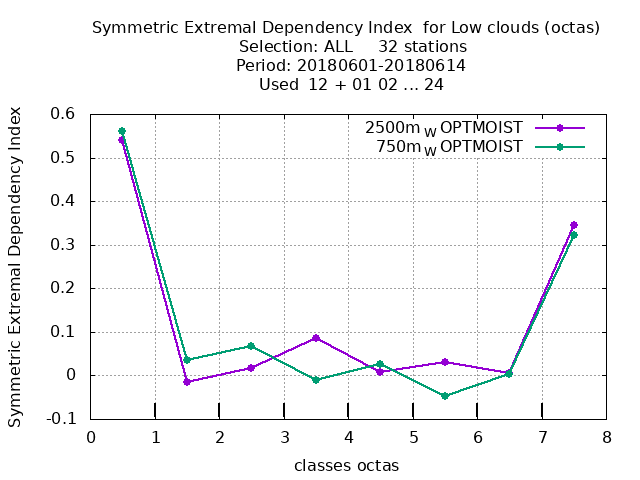 Symmetric Extremal Dependency Index  for Low clouds (octas)
Selection: ALL     32 stations
Period: 20180601-20180614
Used  12 + 01 02 ... 24
2500m W OPTMOIST
750m W OPTMOIST
Symmetric Extremal Dependency Index
0.6
0.5
0.4
0.3
0.2
0.1
0
-0.1
0 1 2 3 4 5 6 7 8
classes octas